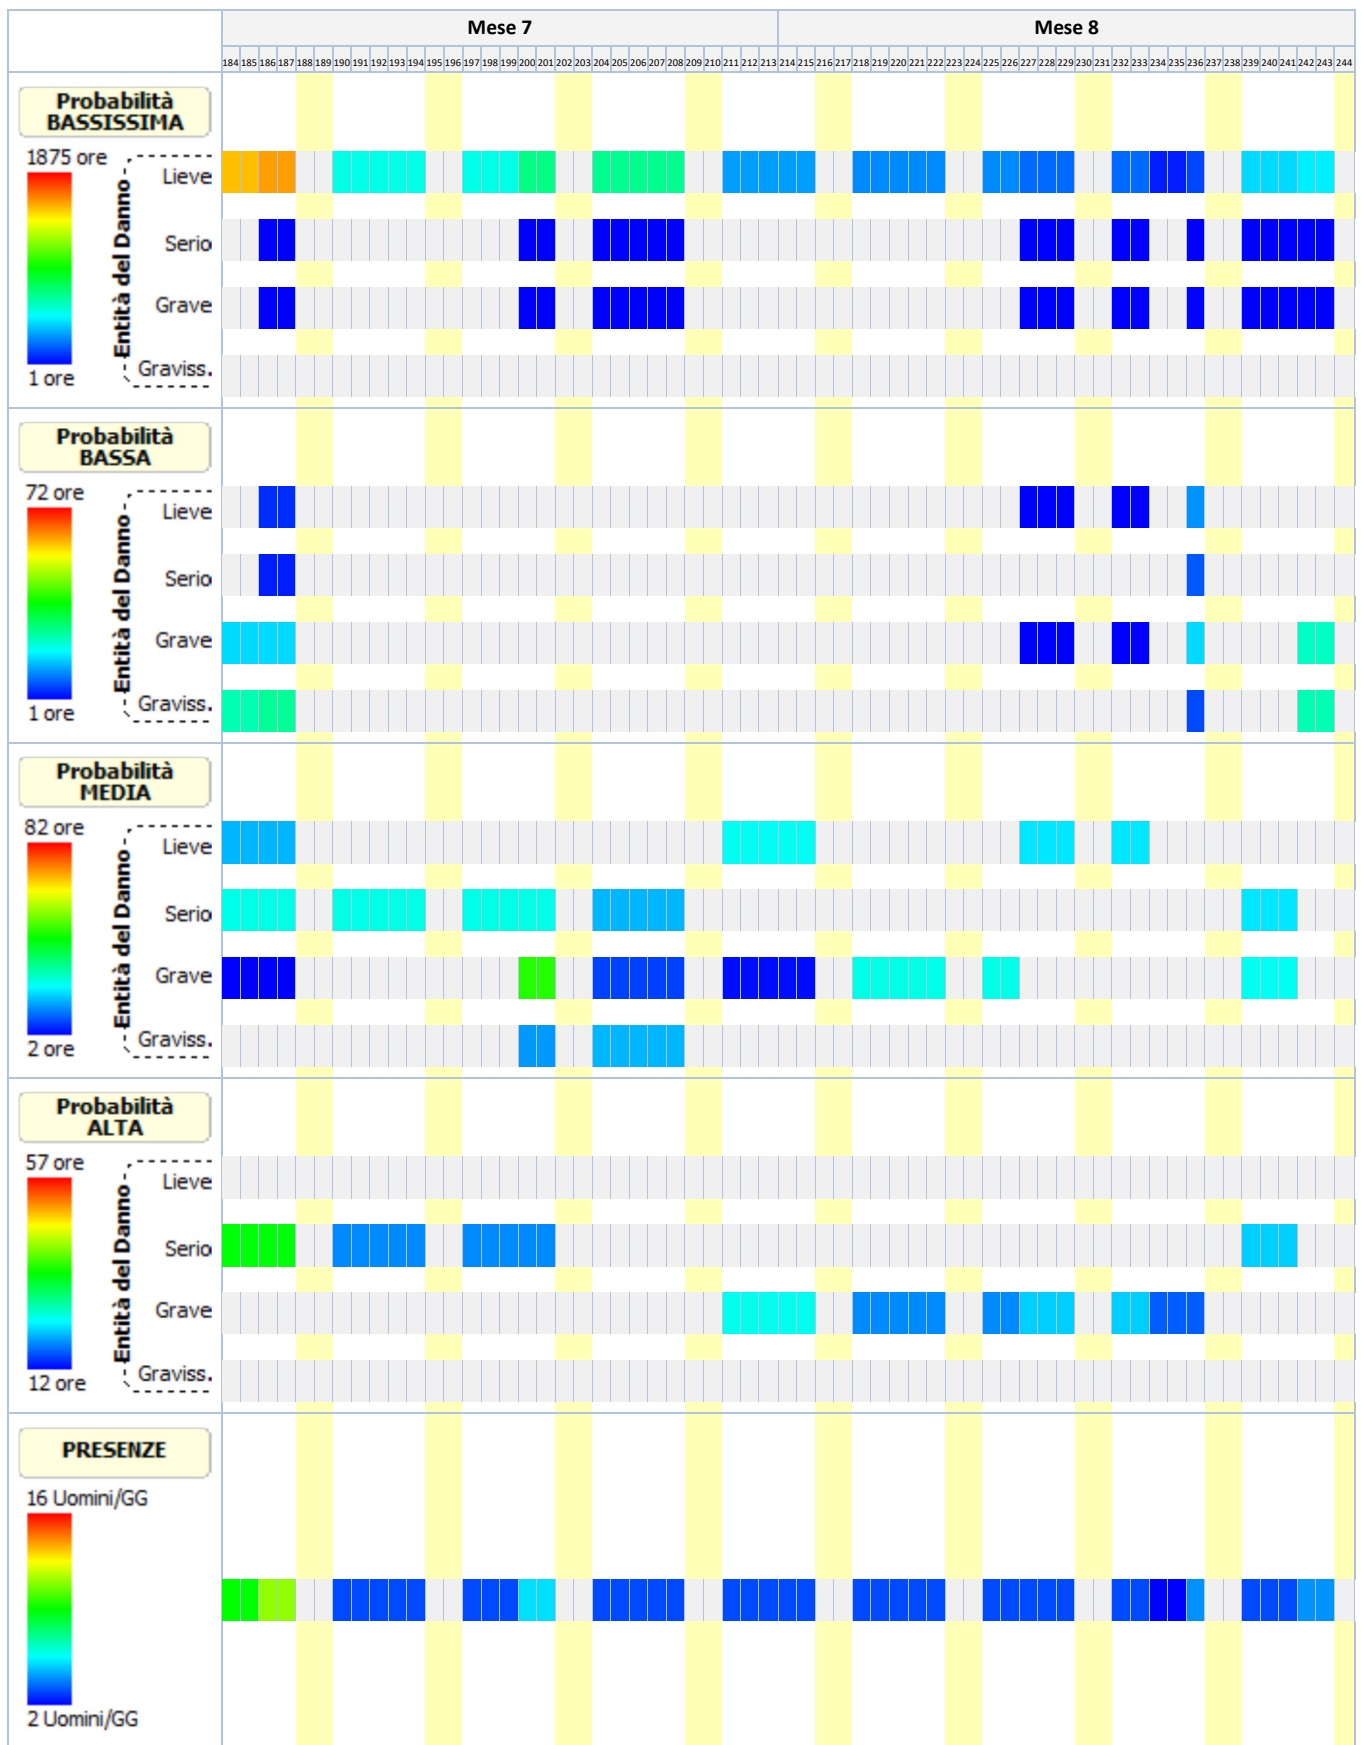 Mese 7 Mese 8
184 185 186 187 188 189 190 191 192 193 194 195 196 197 198 199 200 201 202 203 204 205 206 207 208 209 210 211 212 213 214 215 216 217 218 219 220 221 222 223 224 225 226 227 228 229 230 231 232 233 234 235 236 237 238 239 240 241 242 243 244
Probabilità
BASSISSIMA
1875 ore
Entità del Danno
Lieve
Serio
Grave
Graviss.
1 ore
Probabilità
BASSA
72 ore
Entità del Danno
Lieve
Serio
Grave
Graviss.
1 ore
Probabilità
MEDIA
82 ore
Entità del Danno
Lieve
Serio
Grave
Graviss.
2 ore
Probabilità
ALTA
57 ore
Entità del Danno
Lieve
Serio
Grave
Graviss.
12 ore
PRESENZE
16 Uomini/GG
2 Uomini/GG